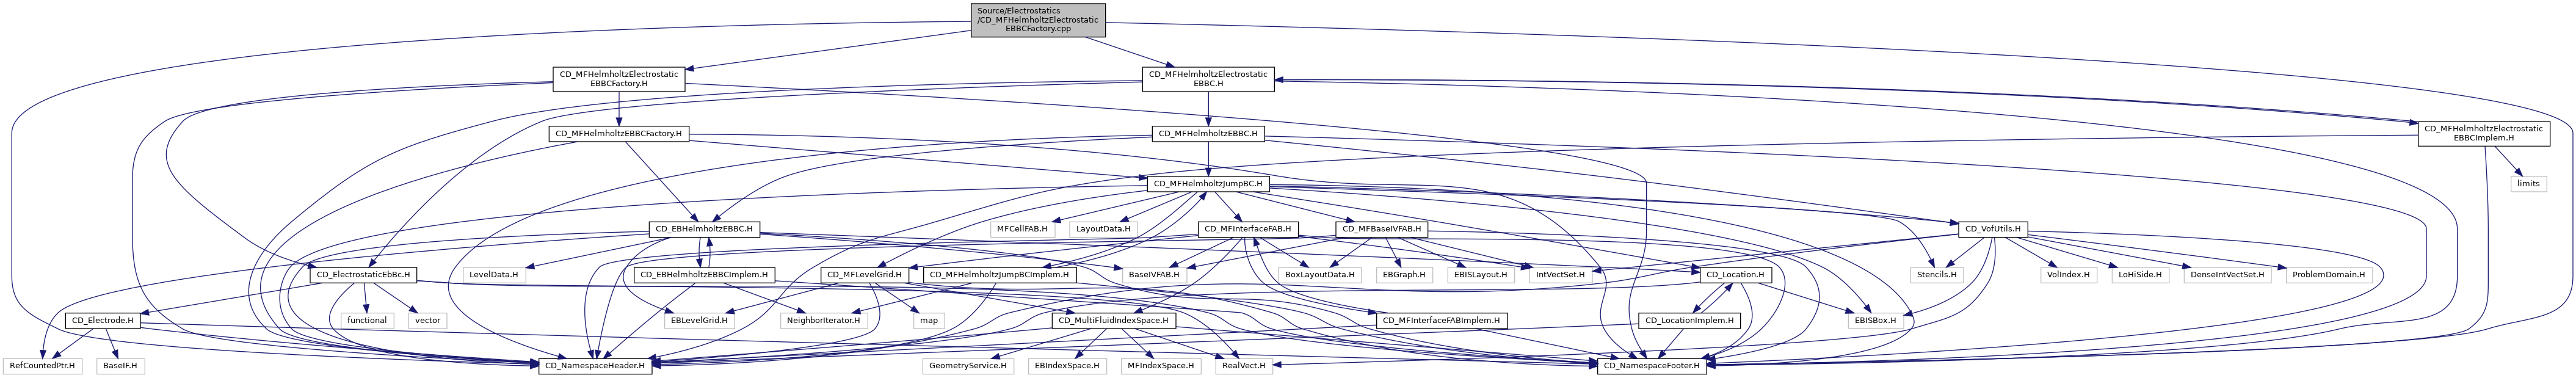 Source/Electrostatics
/CD_MFHelmholtzElectrostatic
EBBCFactory.cpp
CD_MFHelmholtzElectrostatic
EBBCFactory.H
CD_MFHelmholtzElectrostatic
EBBC.H
CD_MFHelmholtzEBBCFactory.H
CD_MFHelmholtzEBBC.H
CD_MFHelmholtzElectrostatic
EBBCImplem.H
CD_MFHelmholtzJumpBC.H
limits
CD_EBHelmholtzEBBC.H
MFCellFAB.H
LayoutData.H
CD_MFInterfaceFAB.H
CD_MFBaseIVFAB.H
CD_VofUtils.H
CD_ElectrostaticEbBc.H
LevelData.H
CD_EBHelmholtzEBBCImplem.H
CD_MFLevelGrid.H
CD_MFHelmholtzJumpBCImplem.H
BaseIVFAB.H
BoxLayoutData.H
EBGraph.H
EBISLayout.H
IntVectSet.H
CD_Location.H
Stencils.H
VolIndex.H
LoHiSide.H
DenseIntVectSet.H
ProblemDomain.H
CD_Electrode.H
functional
vector
EBLevelGrid.H
NeighborIterator.H
map
CD_MultiFluidIndexSpace.H
CD_MFInterfaceFABImplem.H
CD_LocationImplem.H
EBISBox.H
RefCountedPtr.H
BaseIF.H
CD_NamespaceHeader.H
GeometryService.H
EBIndexSpace.H
MFIndexSpace.H
RealVect.H
CD_NamespaceFooter.H